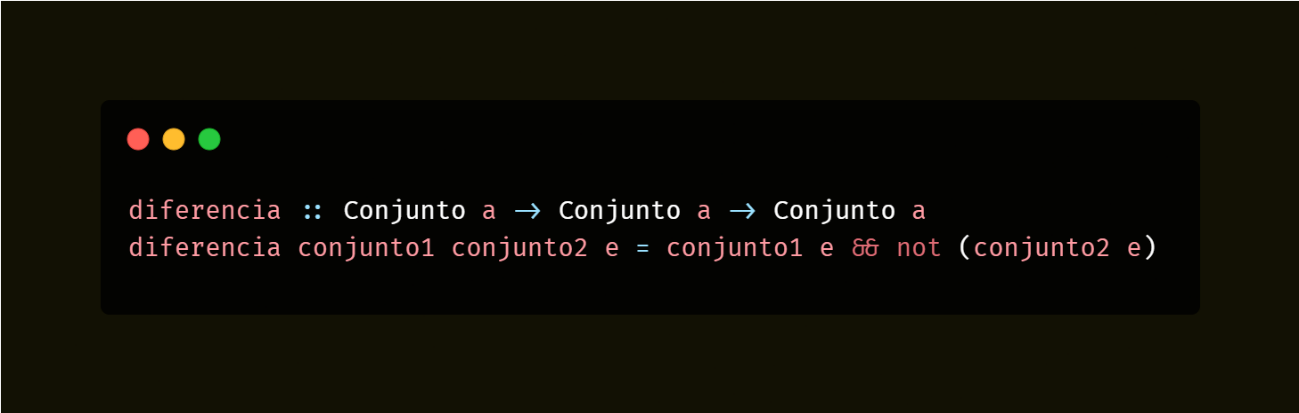 diferencia :: Conjunto a -> Conjunto a -> Conjunto a
diferencia conjunto1 conjunto2 e = conjunto1 e && not (conjunto2 e)